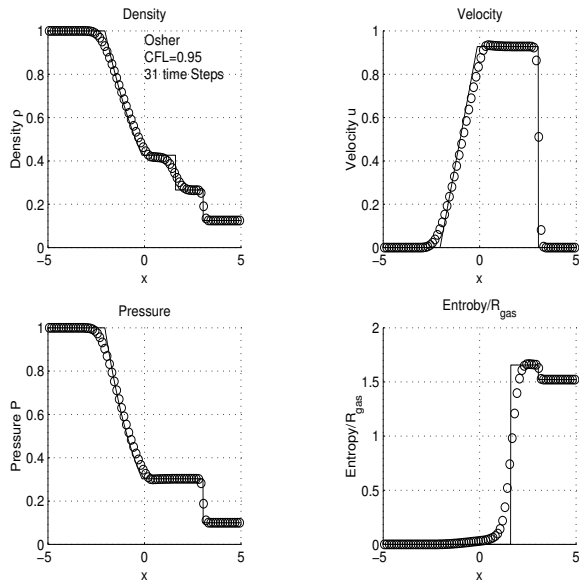 Density
Osher
CFL=0.95
31 time Steps
Density ρ
1
0.8
0.6
0.4
0.2
0
−5
0
5
x
Velocity
Velocity u
1
0.8
0.6
0.4
0.2
0
−5
0
5
x
Pressure
Pressure P
1
0.8
0.6
0.4
0.2
0
−5
0
5
x
Entroby/R_gas
Entropy/R_gas
2
1.5
1
0.5
0
−5
0
5
x